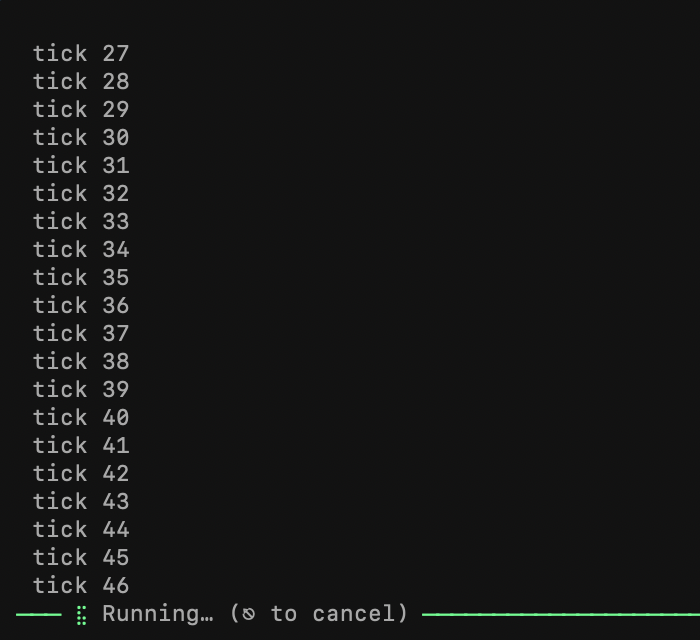 tick 27
tick 28
tick 29
tick 30
tick 31
tick 32
tick 33
tick 34
tick 35
tick 36
tick 37
tick 38
tick 39
tick 40
tick 41
tick 42
tick 43
tick 44
tick 45
tick 46
⣾ Running… (⎋ to cancel)